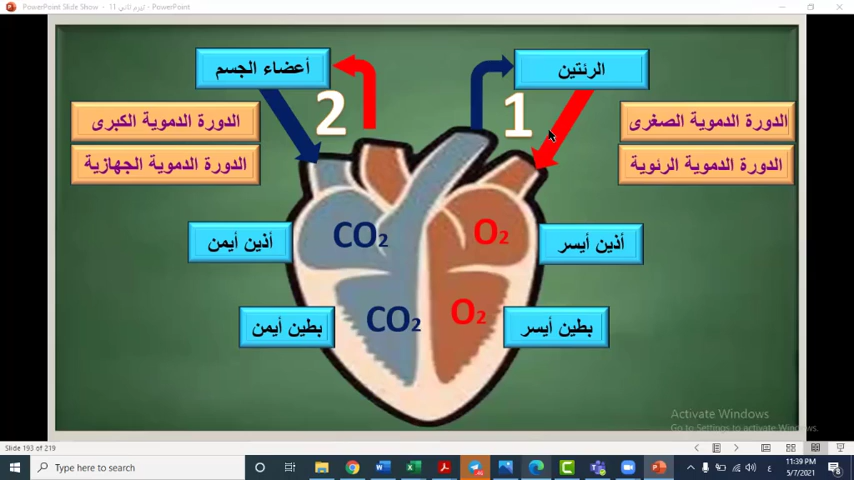 PowerPoint Slide Show - تيرم ثاني 11 - PowerPoint
أعضاء الجسم
الرئتين
2
1
الدورة الدموية الكبرى
الدورة الدموية الصغرى
الدورة الدموية الجهازية
الدورة الدموية الرئوية
أذين أيمن
CO2
O2
أذين أيسر
بطين أيمن
CO2
O2
بطين أيسر
Activate Windows
Go to Settings to activate Windows.
Slide 193 of 219
Type here to search
ع
11:39 PM
5/7/2021